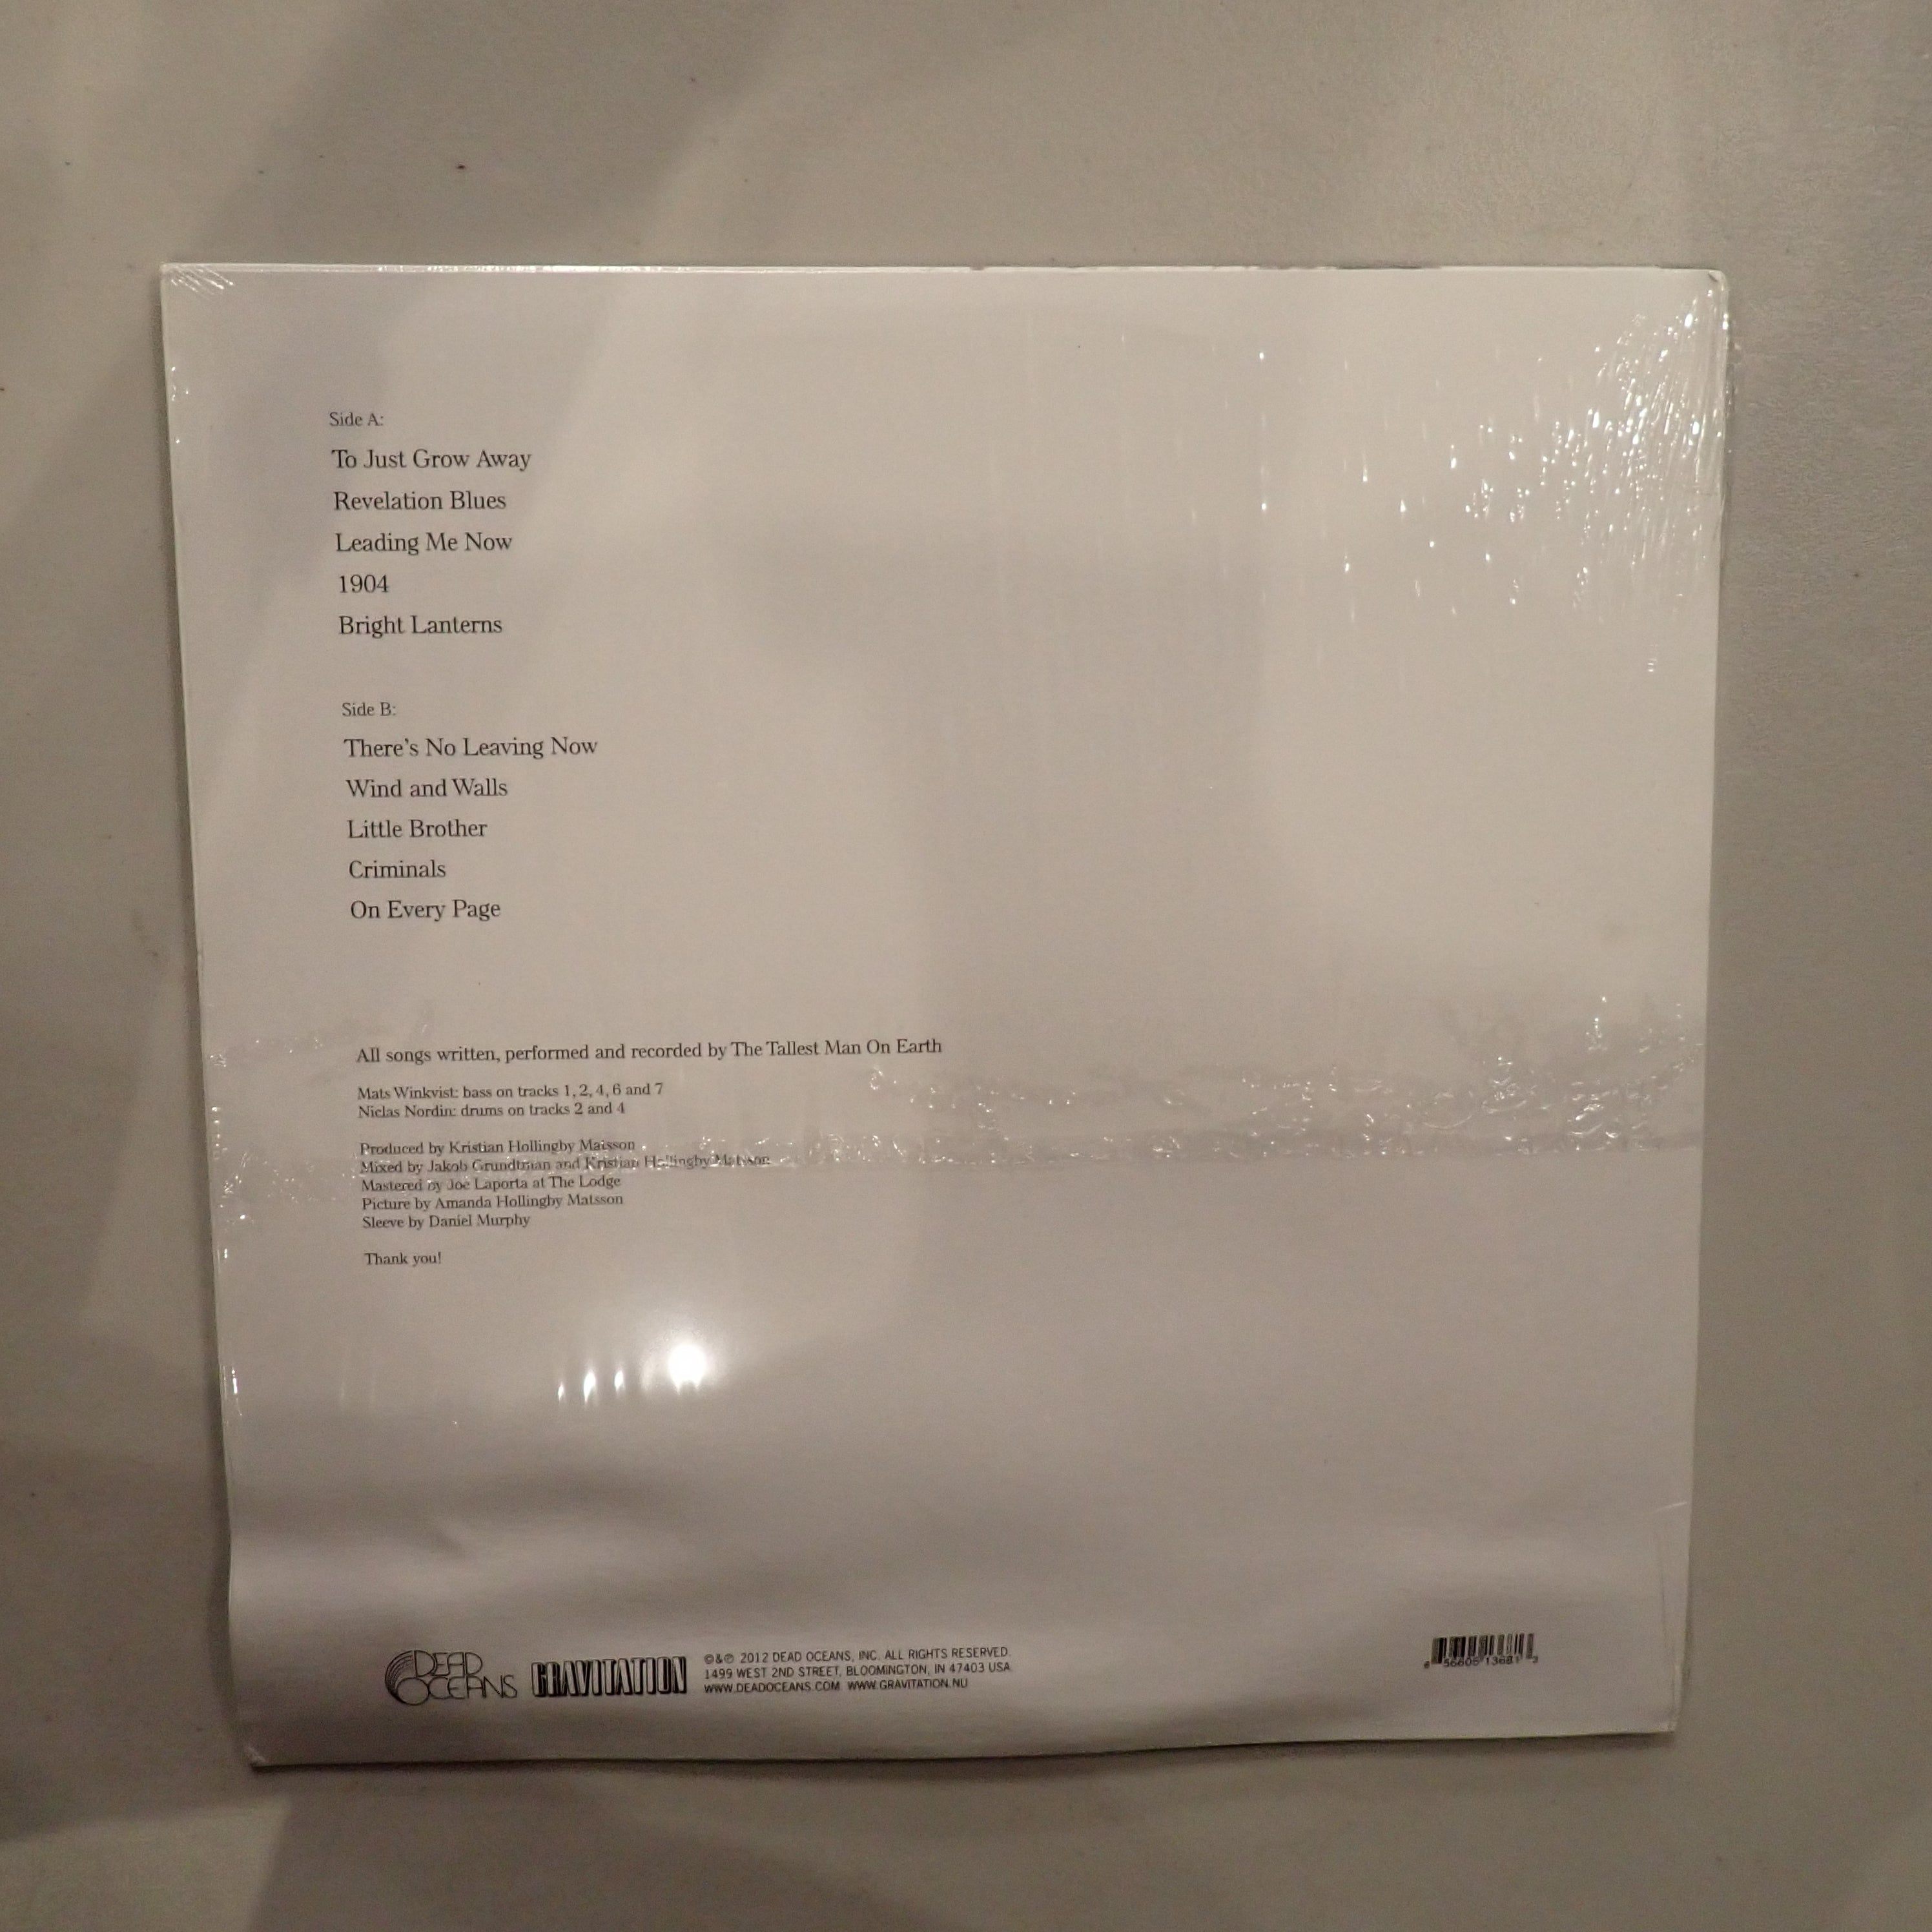 Side A:
To Just Grow Away
Revelation Blues
Leading Me Now
1904
Bright Lanterns
Side B:
There's No Leaving Now
Wind and Walls
Little Brother
Criminals
On Every Page
All songs written, performed and recorded by The Tallest Man On Earth
Mats Winkvist: bass on tracks 1, 2, 4, 6 and 7
Niclas Nordin: drums on tracks 2 and 4
Produced by Kristian Hollingby Matsson
Mixed by Jakob Grundtman and Kristian Hollingby Matsson
Mastered by Joe Laporta at The Lodge
Picture by Amanda Hollingby Matsson
Sleeve by Daniel Murphy
Thank you!
DEAD OCEANS
GRAVITATION
©&℗ 2012 DEAD OCEANS, INC. ALL RIGHTS RESERVED.
1499 WEST 2ND STREET, BLOOMINGTON, IN 47403 USA
WWW.DEADOCEANS.COM WWW.GRAVITATION.NU